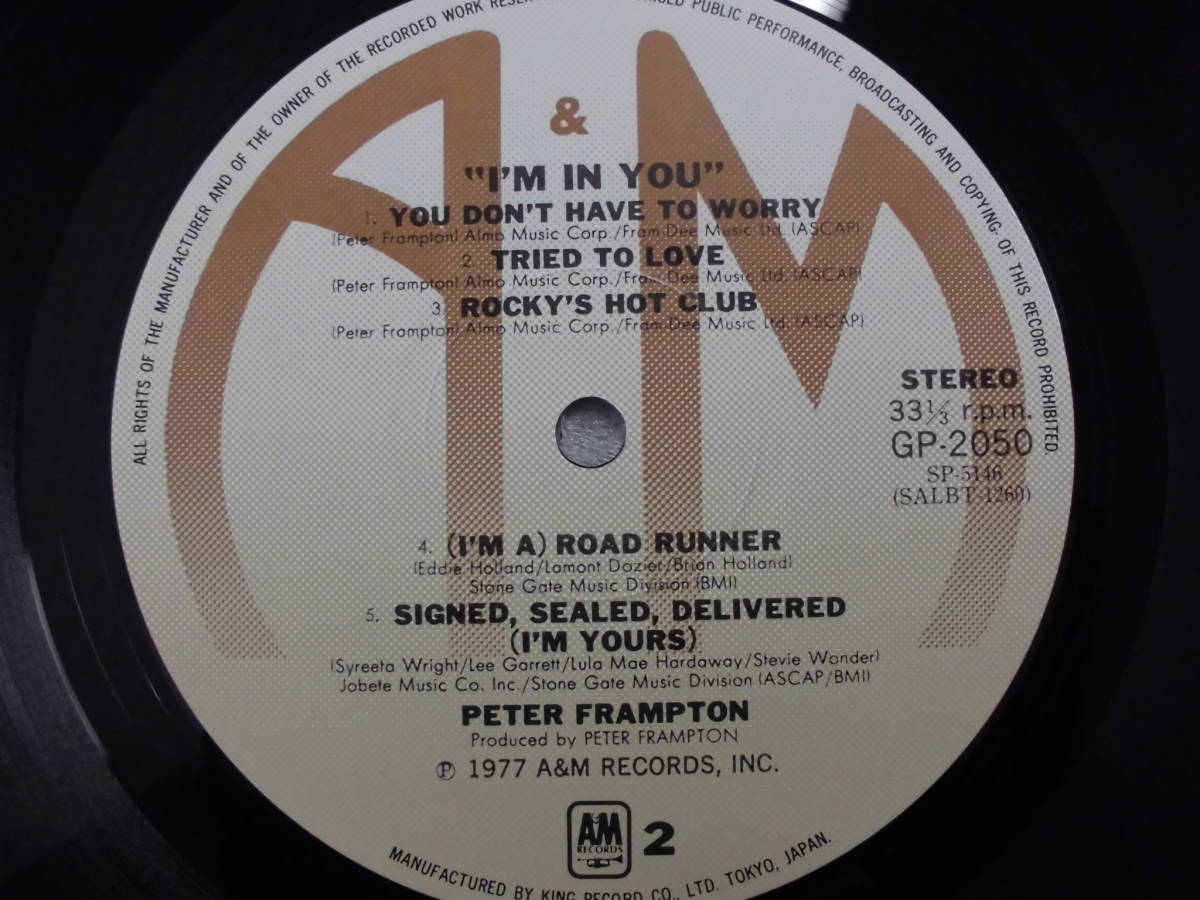 ALL RIGHTS OF THE MANUFACTURER AND OF THE OWNER OF THE RECORDED WORK PUBLIC PERFORMANCE, BROADCASTING AND COPYING· OF THIS RECORD PROHIBITED.
A & M
"I'M IN YOU"
1. YOU DON'T HAVE TO WORRY
(Peter Frampton) Almo Music Corp./Fram-Dee Music Ltd. (ASCAP)
2 TRIED TO LOVE
(Peter Frampton) Almo Music Corp./Fram-Dee Music Ltd. (ASCAP)
3. ROCKY'S HOT CLUB
(Peter Frampton) Almo Music Corp./Fram-Dee Music Ltd. (ASCAP)
STEREO
33⅓ r.p.m.
GP-2050
SP-5146
(SALBT-1260)
4. (I'M A) ROAD RUNNER
(Eddie Holland/Lamont Dozier/Brian Holland)
Stone Gate Music Division (BMI)
5. SIGNED, SEALED, DELIVERED
(I'M YOURS)
(Syreeta Wright/Lee Garrett/Lula Mae Hardaway/Stevie Wonder)
Jobete Music Co. Inc./Stone Gate Music Division (ASCAP/BMI)
PETER FRAMPTON
Produced by PETER FRAMPTON
℗ 1977 A&M RECORDS, INC.
A&M
RECORDS
2
MANUFACTURED BY KING RECORD CO., LTD. TOKYO, JAPAN.